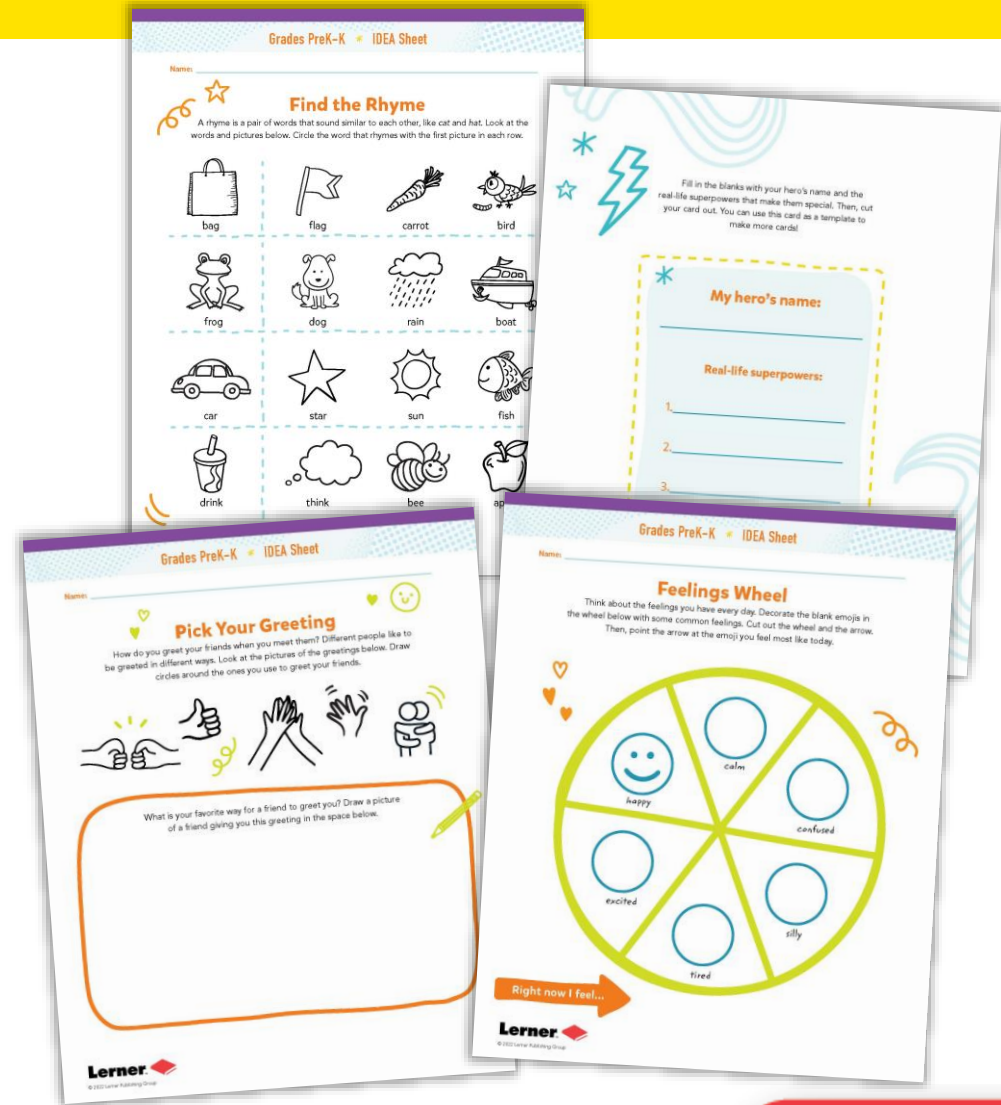 Grades PreK–K * IDEA Sheet
Name:
Find the Rhyme
A rhyme is a pair of words that sound similar to each other, like cat and hat. Look at the
words and pictures below. Circle the word that rhymes with the first picture in each row.
bag flag carrot bird
frog dog rain boat
car star sun fish
drink think bee
Fill in the blanks with your hero's name and the
real-life superpowers that make them special. Then, cut
your card out. You can use this card as a template to
make more cards!
My hero's name:
Real-life superpowers:
1.
2.
3.
Grades PreK–K * IDEA Sheet
Name:
Pick Your Greeting
How do you greet your friends when you meet them? Different people like to
be greeted in different ways. Look at the pictures of the greetings below. Draw
circles around the ones you use to greet your friends.
What is your favorite way for a friend to greet you? Draw a picture
of a friend giving you this greeting in the space below.
Lerner
© 2022 Lerner Publishing Group
Grades PreK–K * IDEA Sheet
Name:
Feelings Wheel
Think about the feelings you have every day. Decorate the blank emojis in
the wheel below with some common feelings. Cut out the wheel and the arrow.
Then, point the arrow at the emoji you feel most like today.
calm
happy
confused
excited
silly
tired
Right now I feel...
Lerner
© 2022 Lerner Publishing Group